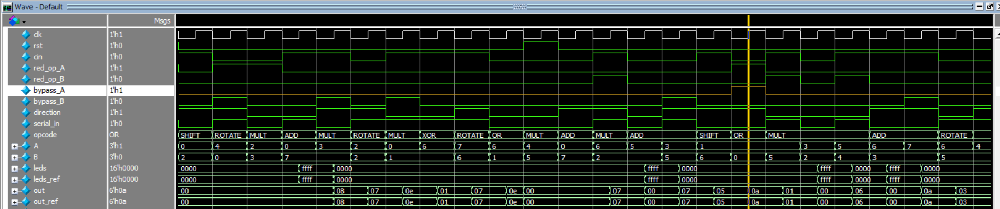 Wave - Default
Msgs
clk 1'h1
rst 1'h0
cin 1'h0
red_op_A 1'h1
red_op_B 1'h0
bypass_A 1'h1
bypass_B 1'h0
direction 1'h1
serial_in 1'h0
opcode OR SHIFT ROTATE MULT ADD MULT ROTATE MULT XOR ROTATE OR MULT ADD MULT ADD SHIFT OR MULT ADD ROTATE
A 3'h1 0 4 2 0 3 2 0 6 7 6 4 0 6 5 3 1 3 5 6 7 6 4
B 3'h0 2 0 3 7 2 1 6 1 5 7 2 5 6 0 5 2 4 3 5
leds 16'h0000 0000 ffff 0000 ffff 0000 ffff 0000 ffff 0000
leds_ref 16'h0000 0000 ffff 0000 ffff 0000 ffff 0000 ffff 0000
out 6'h0a 00 08 07 0e 01 07 0e 00 07 00 07 05 0a 01 00 06 00 0a 03
out_ref 6'h0a 00 08 07 0e 01 07 0e 00 07 00 07 05 0a 01 00 06 00 0a 03